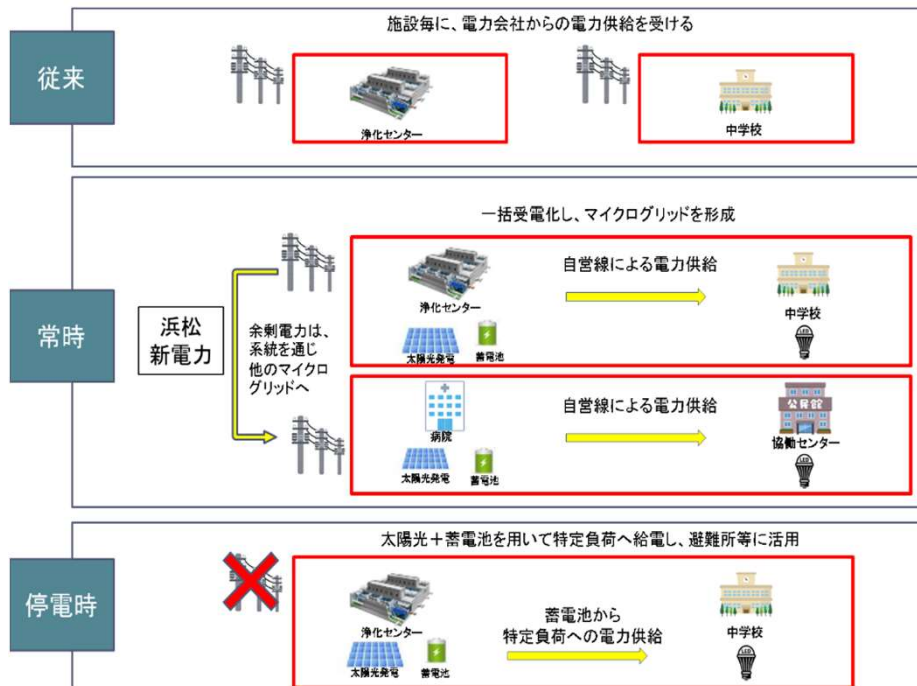 施設毎に、電力会社からの電力供給を受ける
従来
浄化センター
中学校
一括受電化し、マイクログリッドを形成
常時
浜松
新電力
余剰電力は、
系統を通じ
他のマイクロ
グリッドへ
浄化センター
太陽光発電
蓄電池
自営線による電力供給
中学校
LED
病院
太陽光発電
蓄電池
自営線による電力供給
公民館
協働センター
LED
太陽光＋蓄電池を用いて特定負荷へ給電し、避難所等に活用
停電時
浄化センター
太陽光発電
蓄電池
蓄電池から
特定負荷への電力供給
中学校
LED